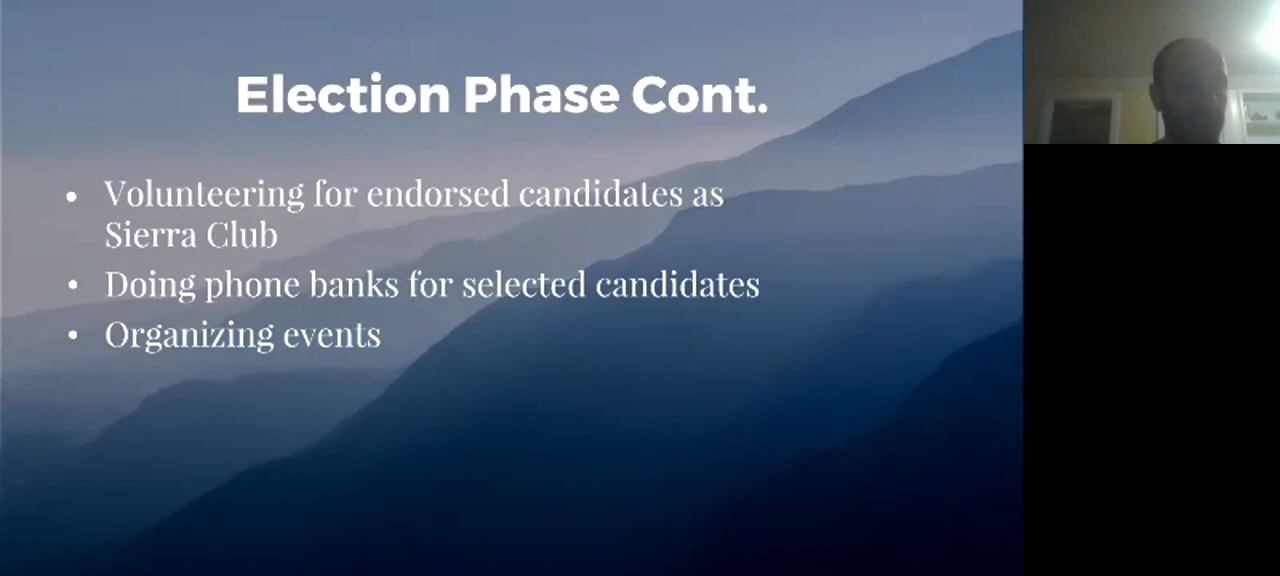 Election Phase Cont.
• Volunteering for endorsed candidates as
Sierra Club
• Doing phone banks for selected candidates
• Organizing events